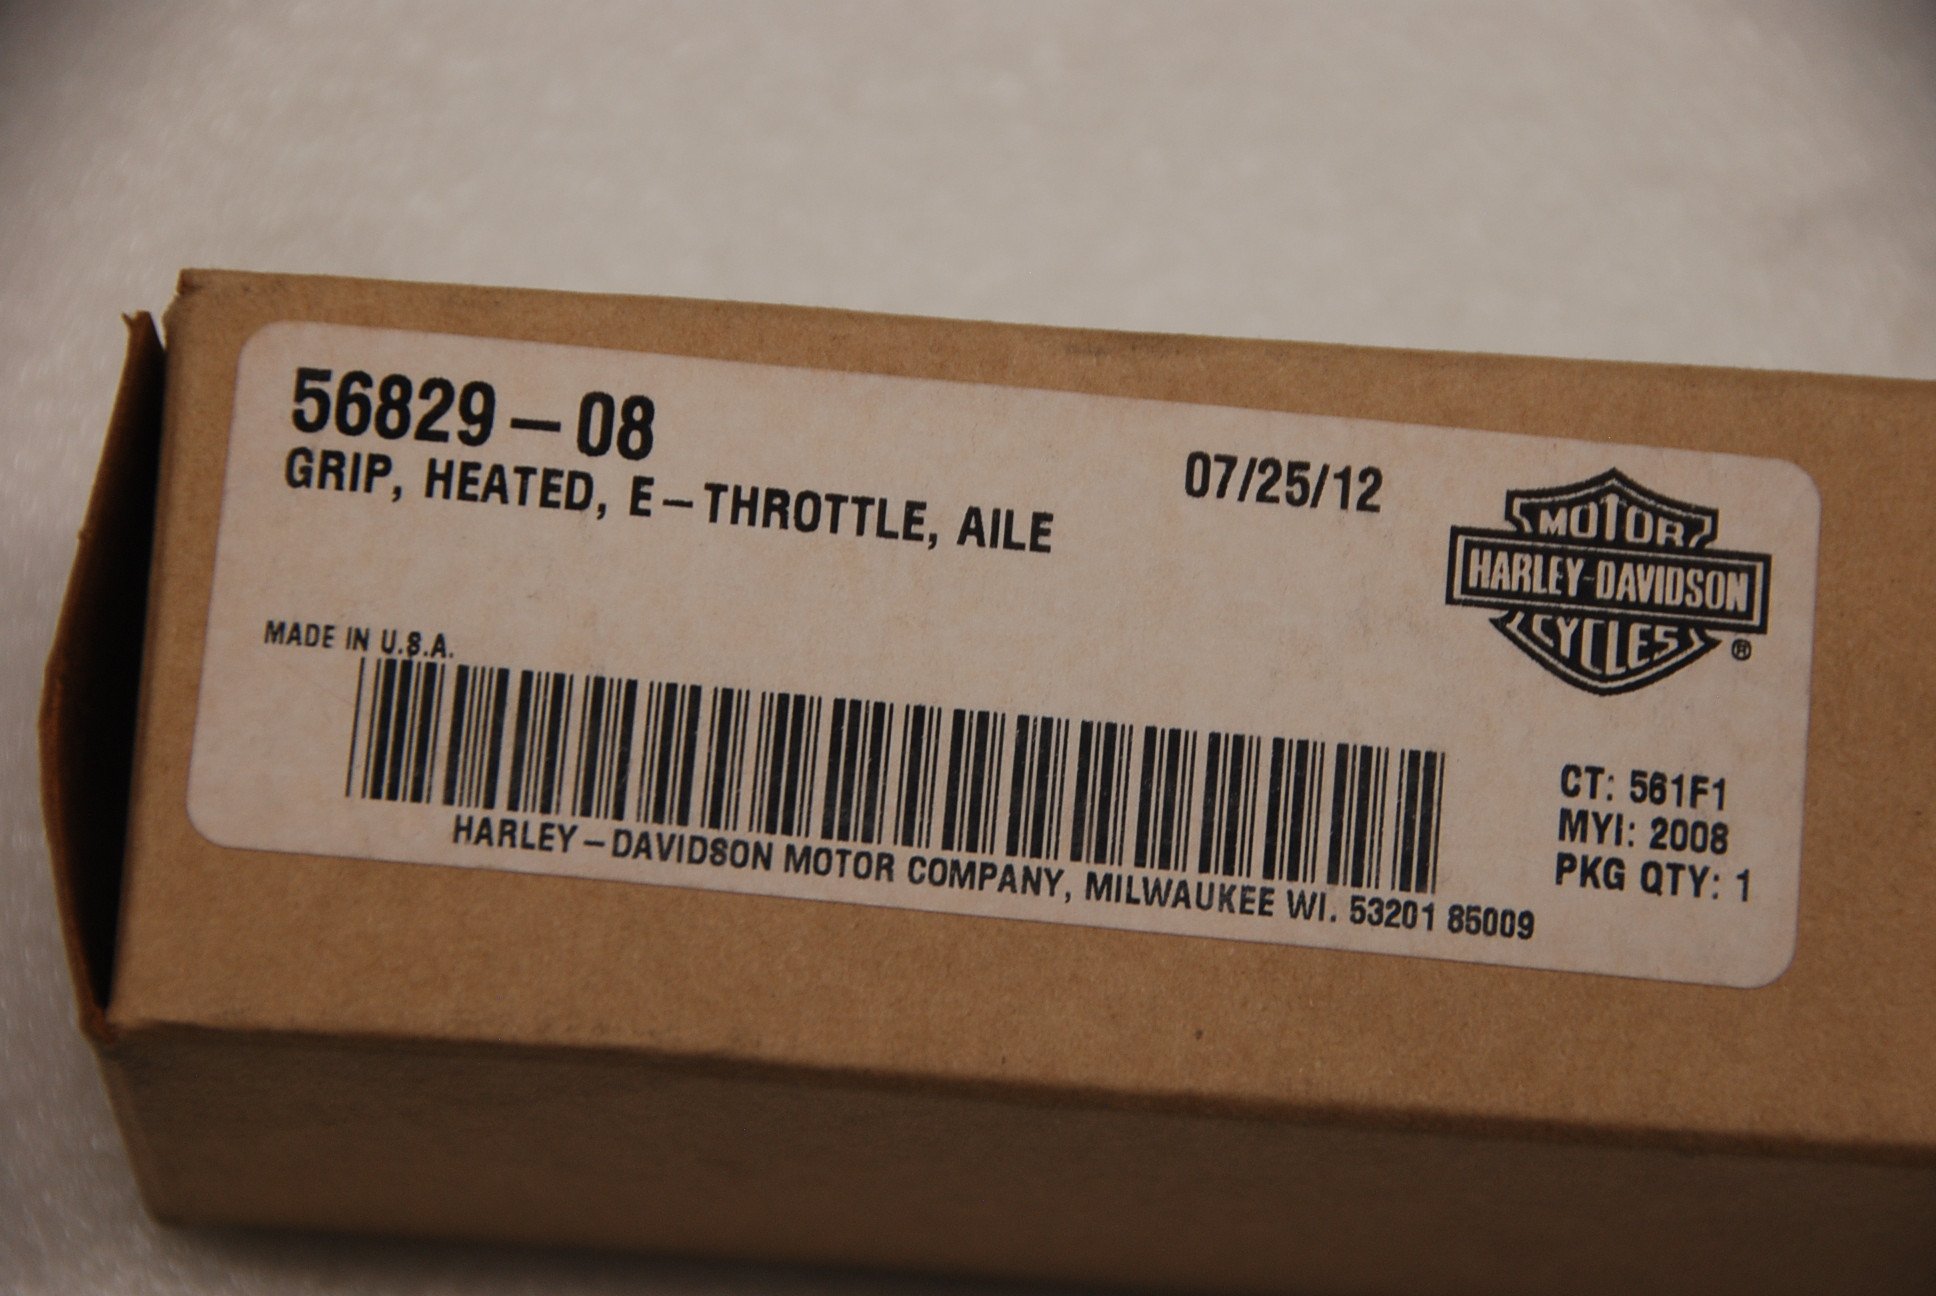 56829-08
GRIP, HEATED, E-THROTTLE, AILE
07/25/12
MOTOR
HARLEY-DAVIDSON
CYCLES
®
MADE IN U.S.A.
CT: 561F1
MYI: 2008
PKG QTY: 1
HARLEY-DAVIDSON MOTOR COMPANY, MILWAUKEE WI. 53201 85009